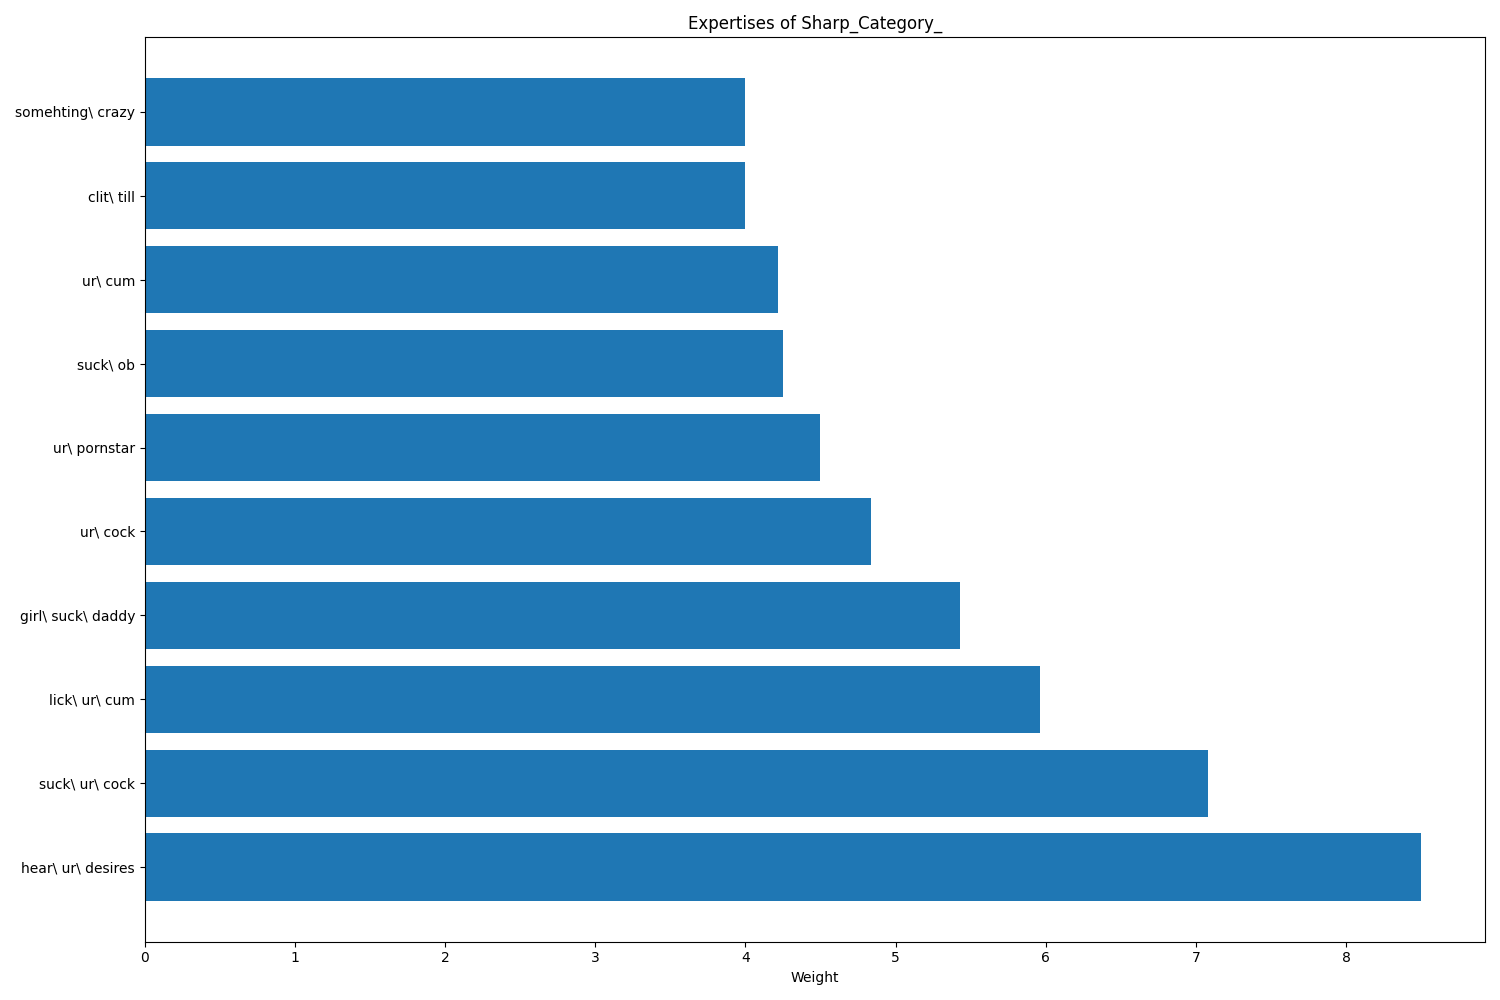 Expertises of Sharp_Category_
somehting\ crazy
clit\ till
ur\ cum
suck\ ob
ur\ pornstar
ur\ cock
girl\ suck\ daddy
lick\ ur\ cum
suck\ ur\ cock
hear\ ur\ desires
0 1 2 3 4 5 6 7 8
Weight